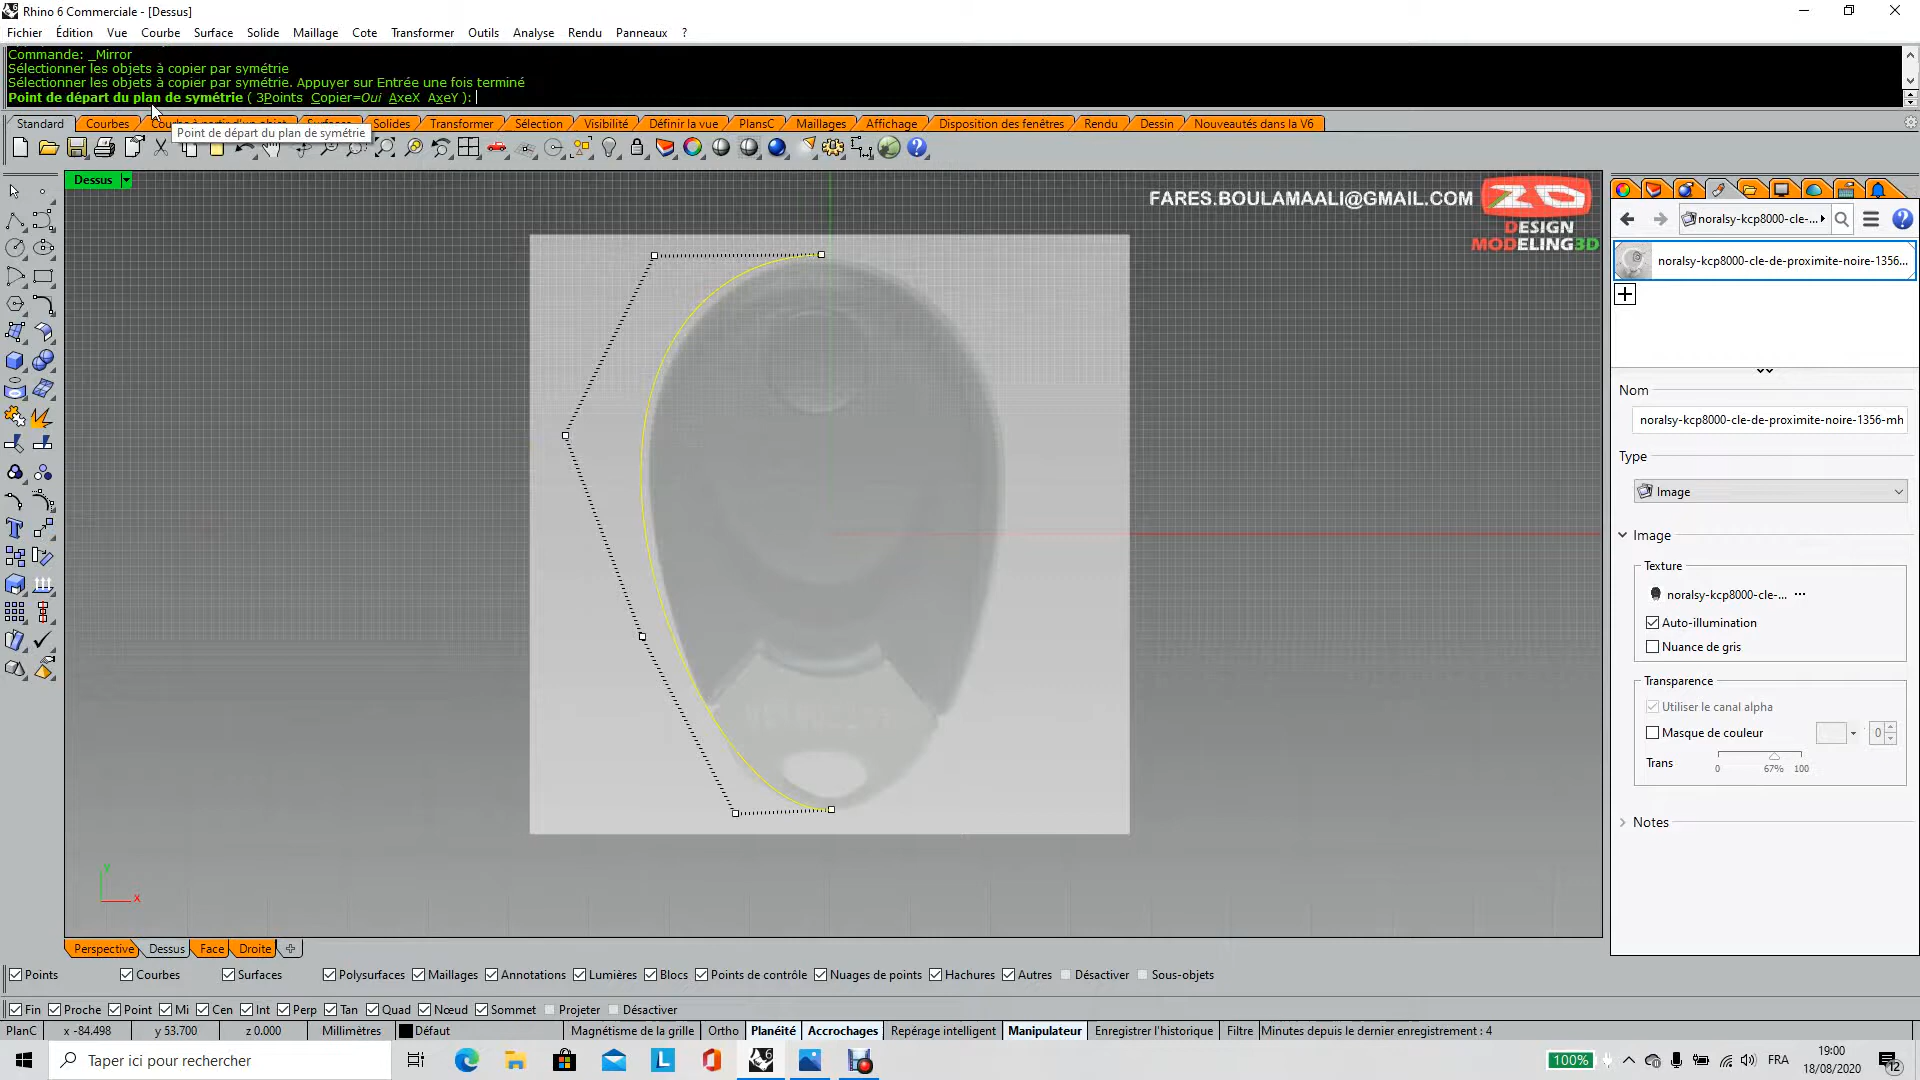 Rhino 6 Commerciale - [Dessus]
Fichier Édition Vue Courbe Surface Solide Maillage Cote Transformer Outils Analyse Rendu Panneaux ?
Commande: _Mirror
Sélectionner les objets à copier par symétrie
Sélectionner les objets à copier par symétrie. Appuyer sur Entrée une fois terminé
Point de départ du plan de symétrie ( 3Points Copier=Oui AxeX AxeY ):
Standard Courbes Solides Transformer Sélection Visibilité Définir la vue PlansC Maillages Affichage Disposition des fenêtres Rendu Dessin Nouveautés dans la V6
Point de départ du plan de symétrie
Dessus
FARES.BOULAMAALI@GMAIL.COM
DESIGN
MODELING3D
noralsy-kcp8000-cle-...
noralsy-kcp8000-cle-de-proximite-noire-1356...
Nom
noralsy-kcp8000-cle-de-proximite-noire-1356-mh
Type
Image
Image
Texture
noralsy-kcp8000-cle-... ...
Auto-illumination
Nuance de gris
Transparence
Utiliser le canal alpha
Masque de couleur 0
Trans 0 67% 100
Notes
y
x
Perspective Dessus Face Droite
Points Courbes Surfaces Polysurfaces Maillages Annotations Lumières Blocs Points de contrôle Nuages de points Hachures Autres Désactiver Sous-objets
Fin Proche Point Mi Cen Int Perp Tan Quad Nœud Sommet Projeter Désactiver
PlanC x -84.498 y 53.700 z 0.000 Millimètres Défaut Magnétisme de la grille Ortho Planéité Accrochages Repérage intelligent Manipulateur Enregistrer l'historique Filtre Minutes depuis le dernier enregistrement : 4
Taper ici pour rechercher
100% FRA
19:00
18/08/2020
12